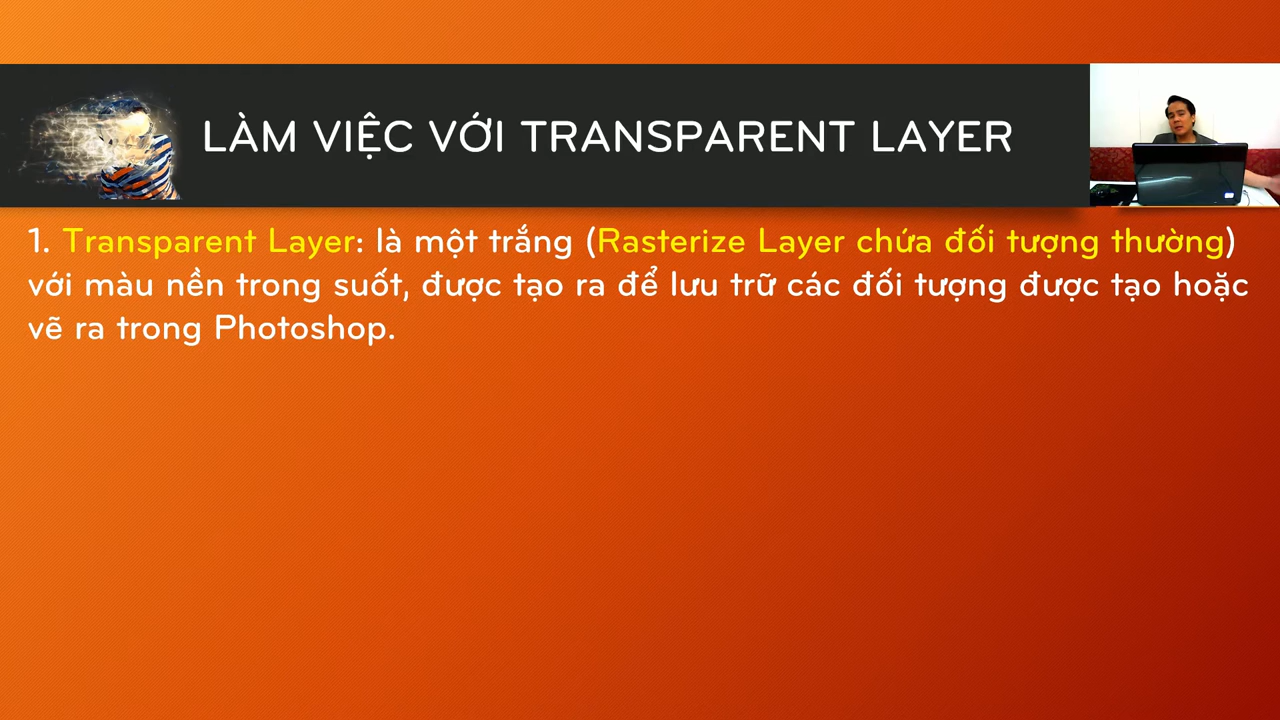 LÀM VIỆC VỚI TRANSPARENT LAYER
1. Transparent Layer: là một trắng (Rasterize Layer chứa đối tượng thường)
với màu nền trong suốt, được tạo ra để lưu trữ các đối tượng được tạo hoặc
vẽ ra trong Photoshop.